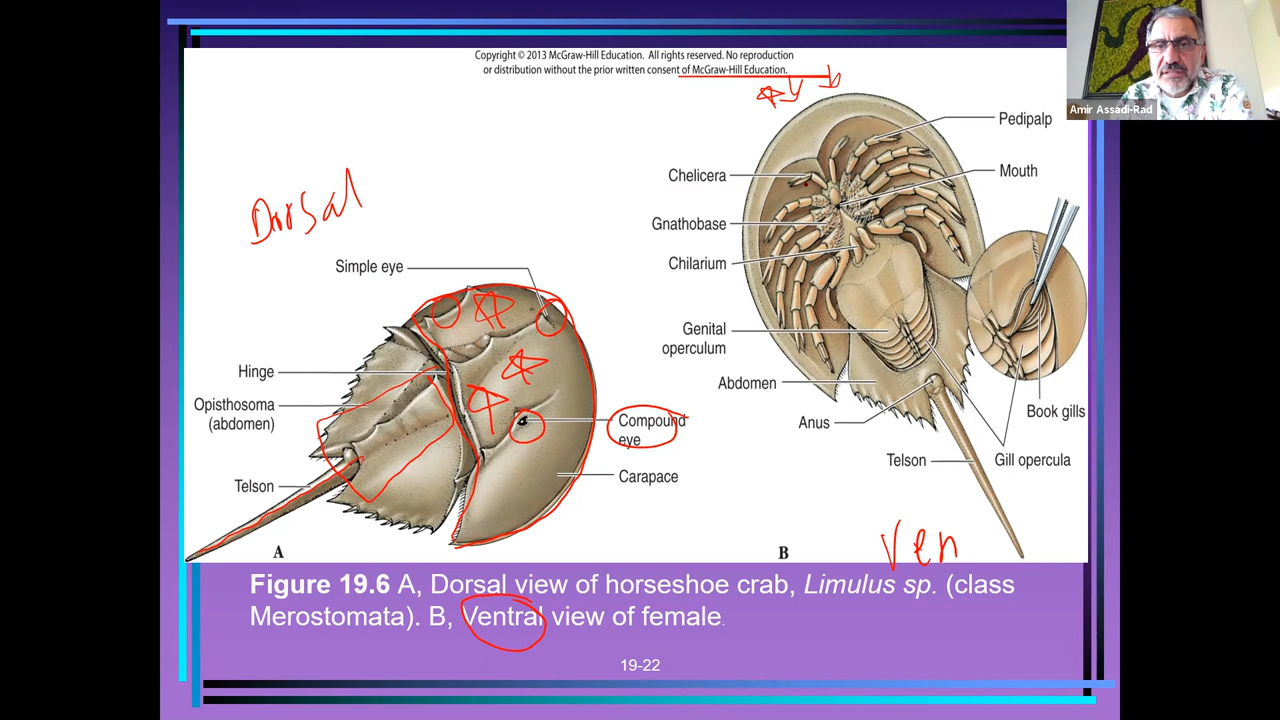 Copyright © 2013 McGraw-Hill Education. All rights reserved. No reproduction
or distribution without the prior written consent of McGraw-Hill Education.
Amir Assadi-Rad
Dorsal
Simple eye
Hinge
Opisthosoma
(abdomen)
Telson
Compound
eye
Carapace
A
Pedipalp
Mouth
Chelicera
Gnathobase
Chilarium
Genital
operculum
Abdomen
Anus
Telson
Book gills
Gill opercula
B
Ven
Figure 19.6 A, Dorsal view of horseshoe crab, Limulus sp. (class
Merostomata). B, Ventral view of female.
19-22